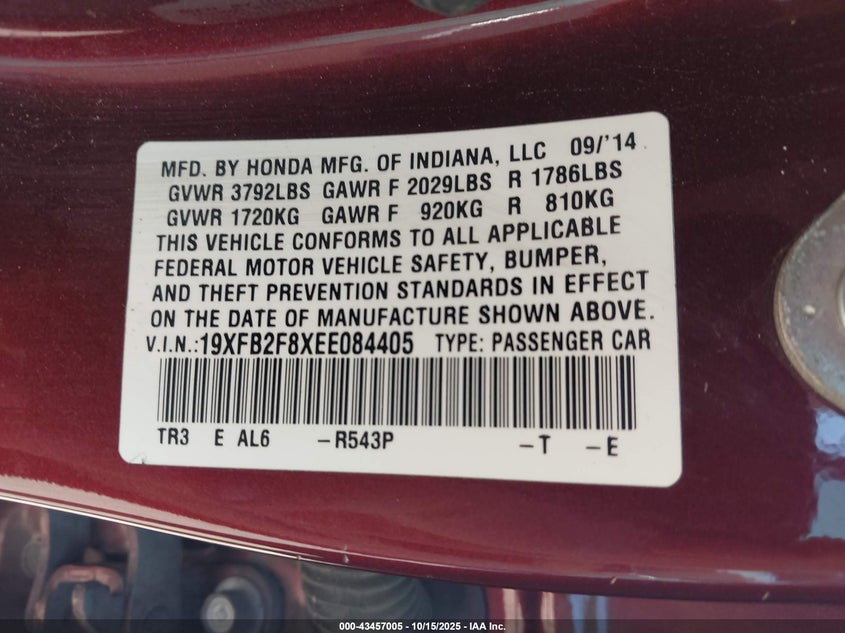 MFD. BY HONDA MFG. OF INDIANA, LLC 09/'14
GVWR 3792LBS GAWR F 2029LBS R 1786LBS
GVWR 1720KG GAWR F 920KG R 810KG
THIS VEHICLE CONFORMS TO ALL APPLICABLE
FEDERAL MOTOR VEHICLE SAFETY, BUMPER,
AND THEFT PREVENTION STANDARDS IN EFFECT
ON THE DATE OF MANUFACTURE SHOWN ABOVE.
V.I.N.:19XFB2F8XEE084405 TYPE: PASSENGER CAR
TR3 E AL6 –R543P –T –E
000-43457005 | 10/15/2025 - IAA Inc.